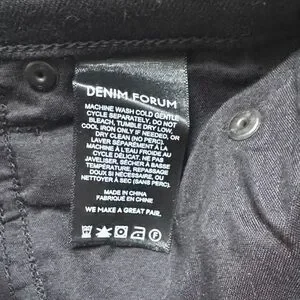 DENIM FORUM
MACHINE WASH COLD GENTLE
CYCLE SEPARATELY, DO NOT
BLEACH, TUMBLE DRY LOW,
COOL IRON ONLY IF NEEDED, OR
DRY CLEAN (NO PERC).
LAVER SÉPARÉMENT À LA
MACHINE À L'EAU FROIDE AU
CYCLE DÉLICAT, NE PAS
JAVELISER, SÉCHER À BASSE
TEMPÉRATURE, REPASSAGE
DOUX SI NÉCESSAIRE, OU
NETTOYER À SEC (SANS PERC).
MADE IN CHINA
FABRIQUÉ EN CHINE
WE MAKE A GREAT PAIR.